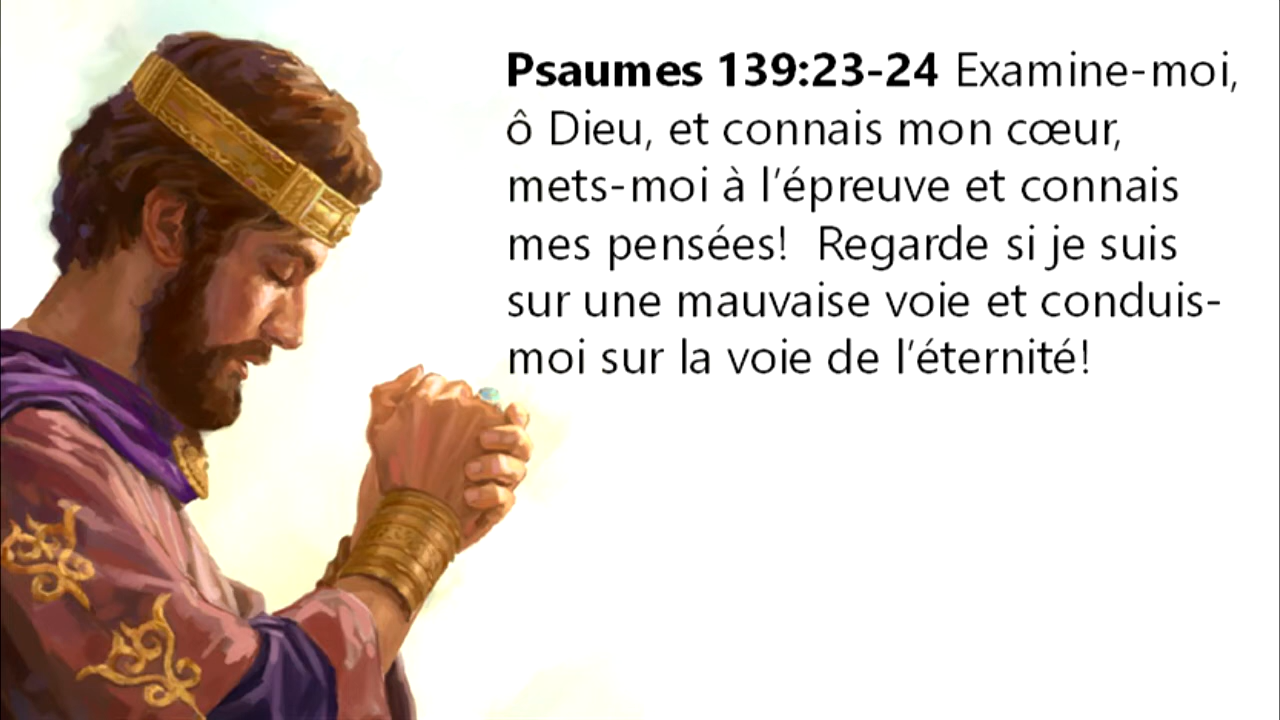 Psaumes 139:23-24 Examine-moi,
ô Dieu, et connais mon cœur,
mets-moi à l’épreuve et connais
mes pensées!  Regarde si je suis
sur une mauvaise voie et conduis-
moi sur la voie de l’éternité!